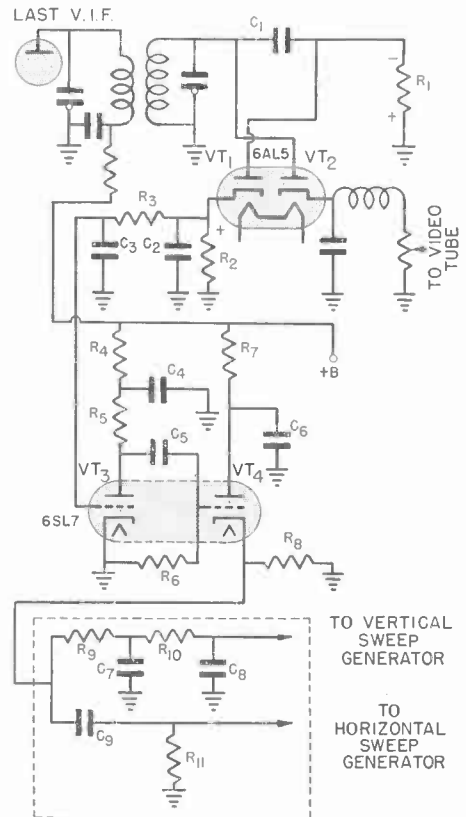 LAST V.I.F.
C1
−
R1
+
VT1 6AL5 VT2
R3
C3 C2
+
R2
TO VIDEO
TUBE
R4
R7
C4
+B
R5
C5
C6
VT3 VT4
6SL7
R6
R8
R9
R10
C7
C8
TO VERTICAL
SWEEP
GENERATOR
C9
R11
TO
HORIZONTAL
SWEEP
GENERATOR